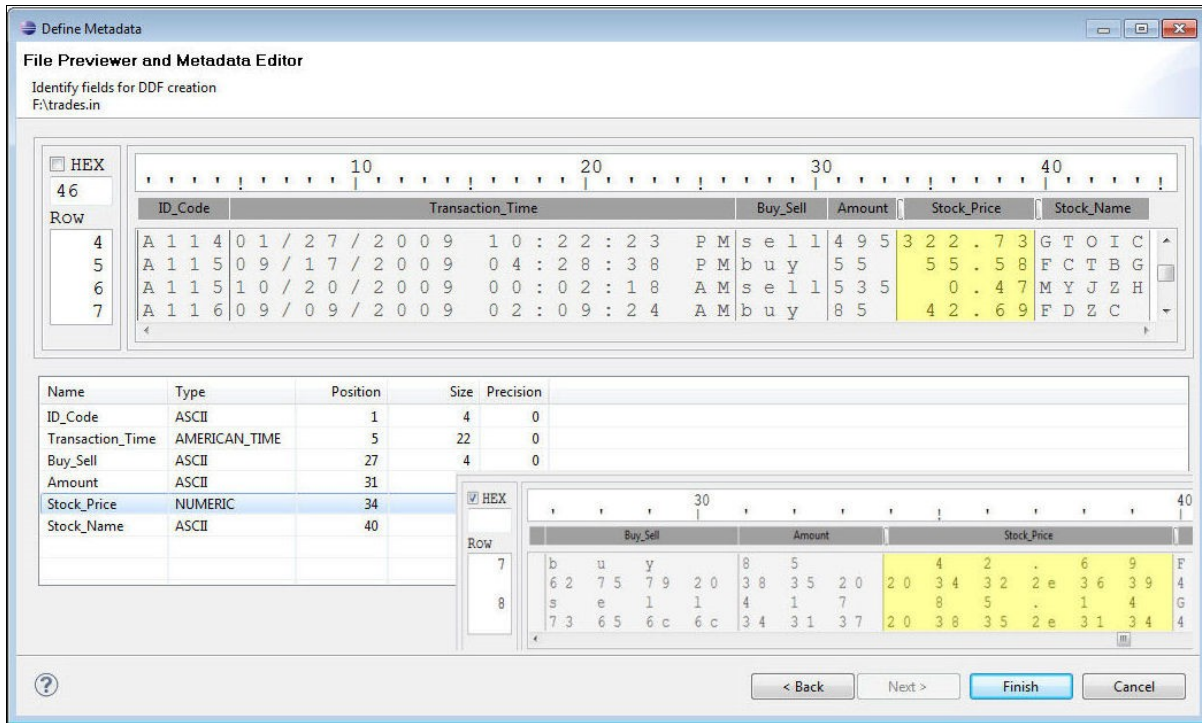 Define Metadata
File Previewer and Metadata Editor
Identify fields for DDF creation
F:\trades.in
HEX
46
Row
10 20 30 40
ID_Code Transaction_Time Buy_Sell Amount Stock_Price Stock_Name
4 A114 01/27/2009 10:22:23 PM sell 495 322.73 GTOIC
5 A115 09/17/2009 04:28:38 PM buy 55 55.58 FCTBG
6 A115 10/20/2009 00:02:18 AM sell 535 0.47 MYJZH
7 A116 09/09/2009 02:09:24 AM buy 85 42.69 FDZC
Name Type Position Size Precision
ID_Code ASCII 1 4 0
Transaction_Time AMERICAN_TIME 5 22 0
Buy_Sell ASCII 27 4 0
Amount ASCII 31
Stock_Price NUMERIC 34
Stock_Name ASCII 40
HEX
30 40
Row
Buy_Sell Amount Stock_Price
7 b u y 8 5 4 2 . 6 9 F
62 75 79 20 38 35 20 20 34 32 2e 36 39 4
8 s e l l 4 1 7 8 5 . 1 4 G
73 65 6c 6c 34 31 37 20 38 35 2e 31 34 4
?
< Back Next > Finish Cancel